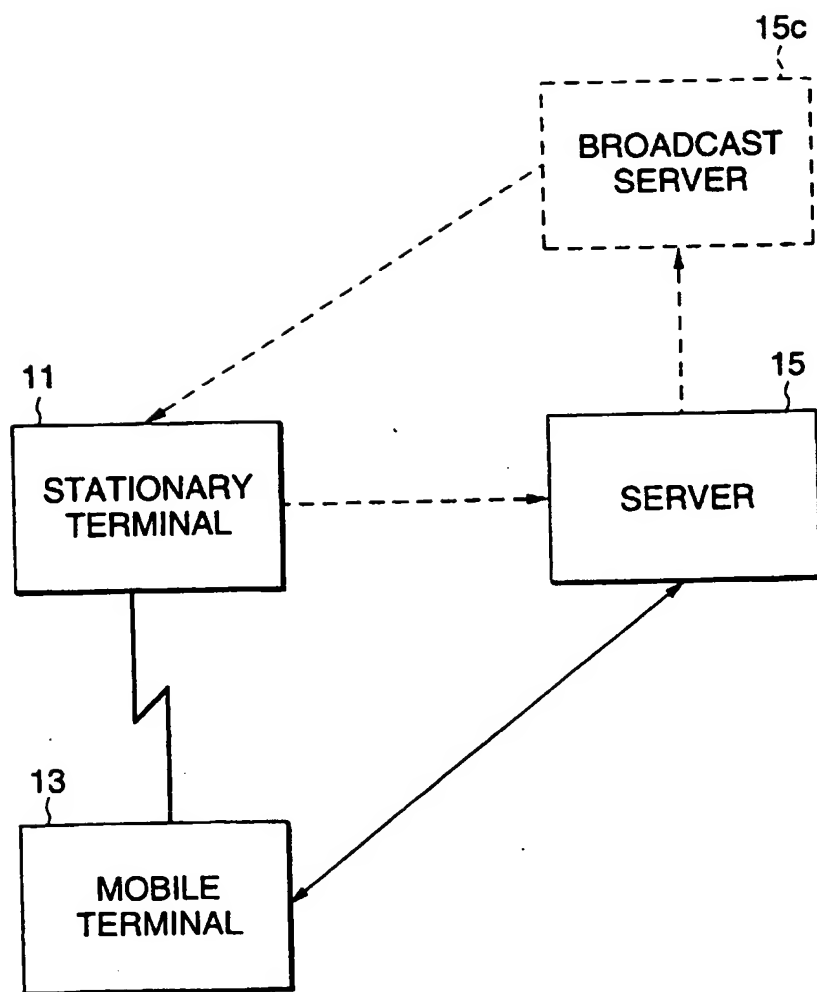 15c
BROADCAST
SERVER
11
15
STATIONARY
TERMINAL
SERVER
13
MOBILE
TERMINAL